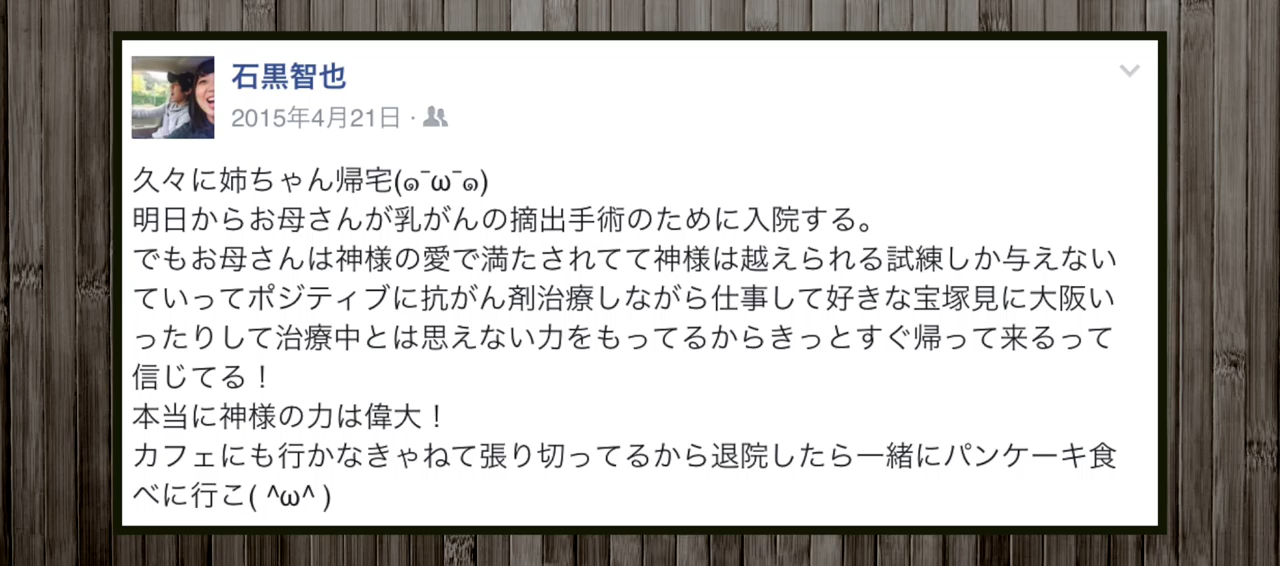 石黒智也
2015年4月21日 ·
久々に姉ちゃん帰宅(๑¯ω¯๑)
明日からお母さんが乳がんの摘出手術のために入院する。
でもお母さんは神様の愛で満たされてて神様は越えられる試練しか与えない
ていってポジティブに抗がん剤治療しながら仕事して好きな宝塚見に大阪い
ったりして治療中とは思えない力をもってるからきっとすぐ帰って来るって
信じてる！
本当に神様の力は偉大！
カフェにも行かなきゃねて張り切ってるから退院したら一緒にパンケーキ食
べに行こ( ^ω^ )